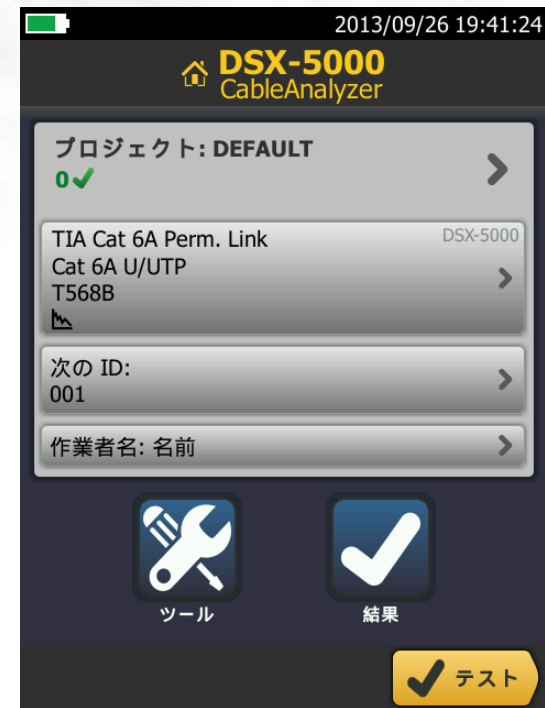 2013/09/26 19:41:24
DSX-5000
CableAnalyzer
プロジェクト: DEFAULT
0
TIA Cat 6A Perm. Link
DSX-5000
Cat 6A U/UTP
T568B
次の ID:
001
作業者名: 名前
ツール
結果
テスト